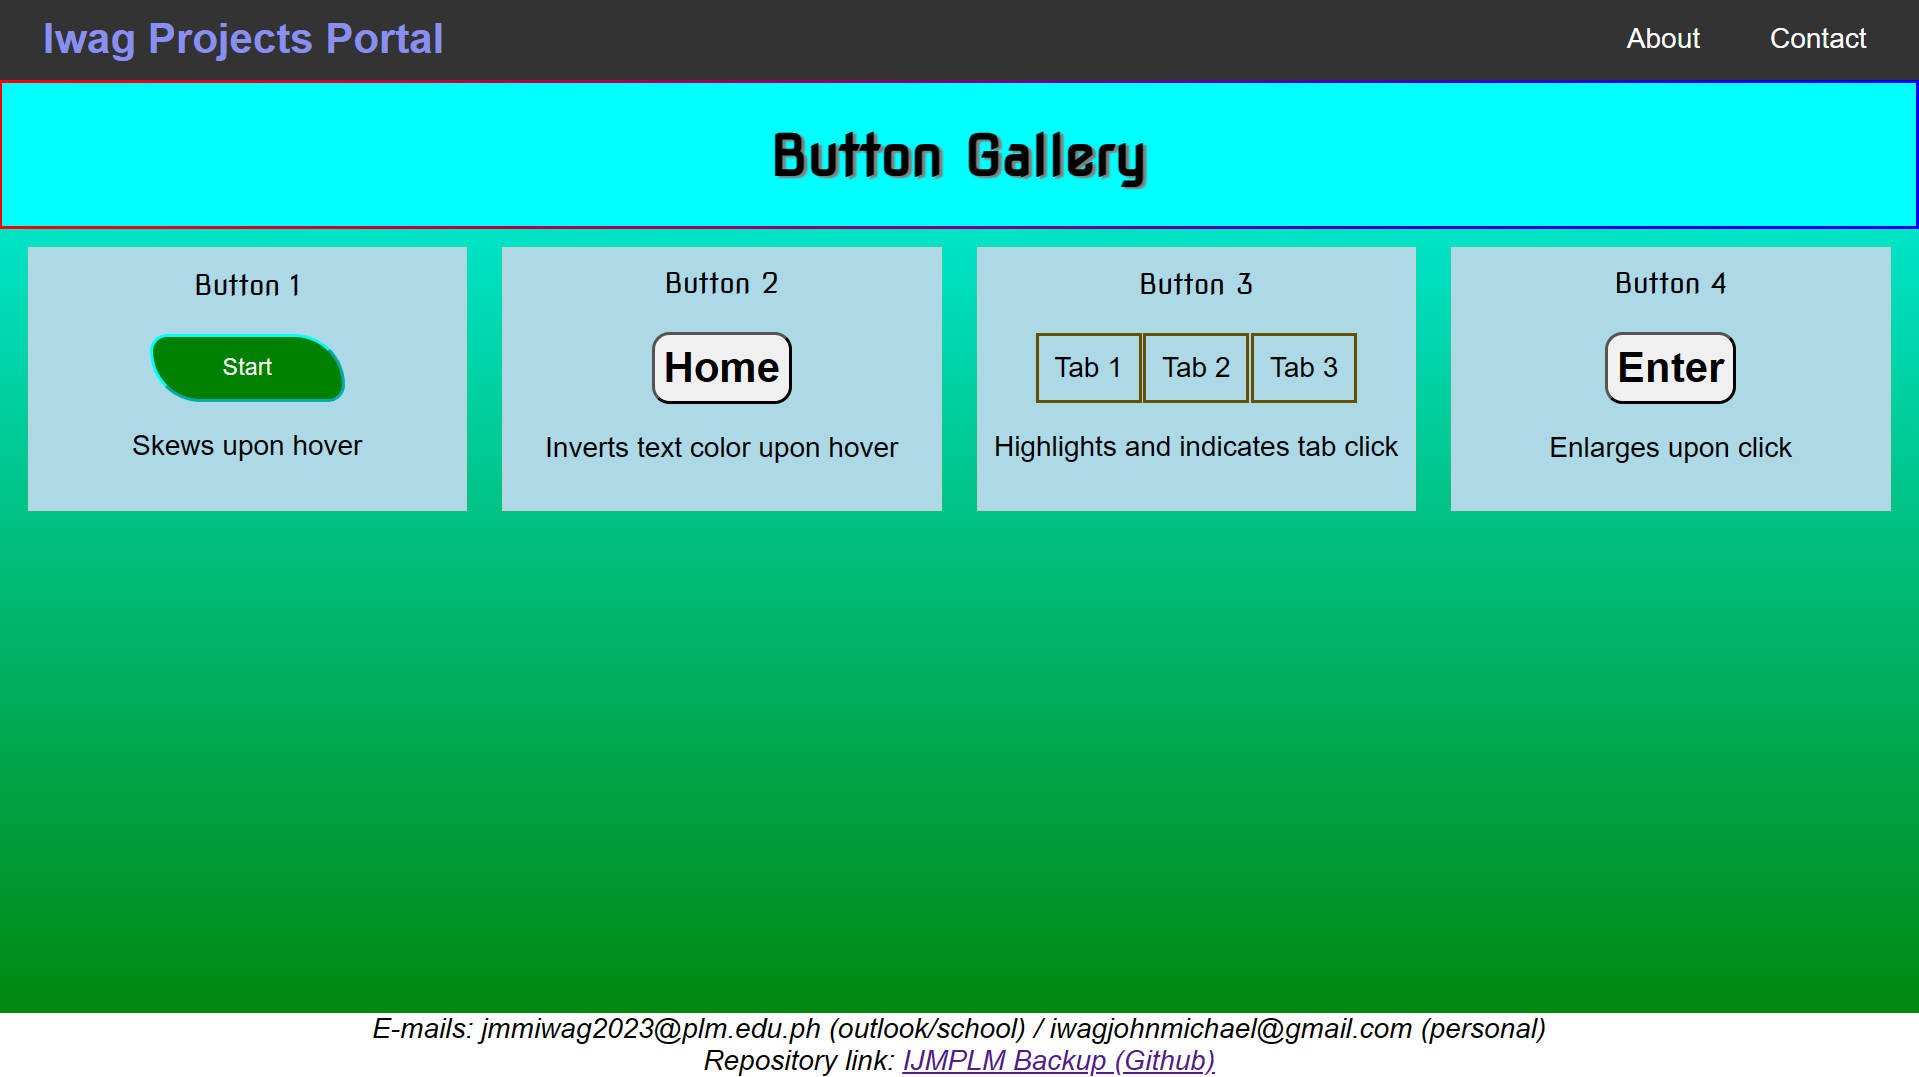 Iwag Projects Portal
About
Contact
Button Gallery
Button 1
Start
Skews upon hover
Button 2
Home
Inverts text color upon hover
Button 3
Tab 1
Tab 2
Tab 3
Highlights and indicates tab click
Button 4
Enter
Enlarges upon click
E-mails: jmmiwag2023@plm.edu.ph (outlook/school) / iwagjohnmichael@gmail.com (personal)
Repository link: IJMPLM Backup (Github)